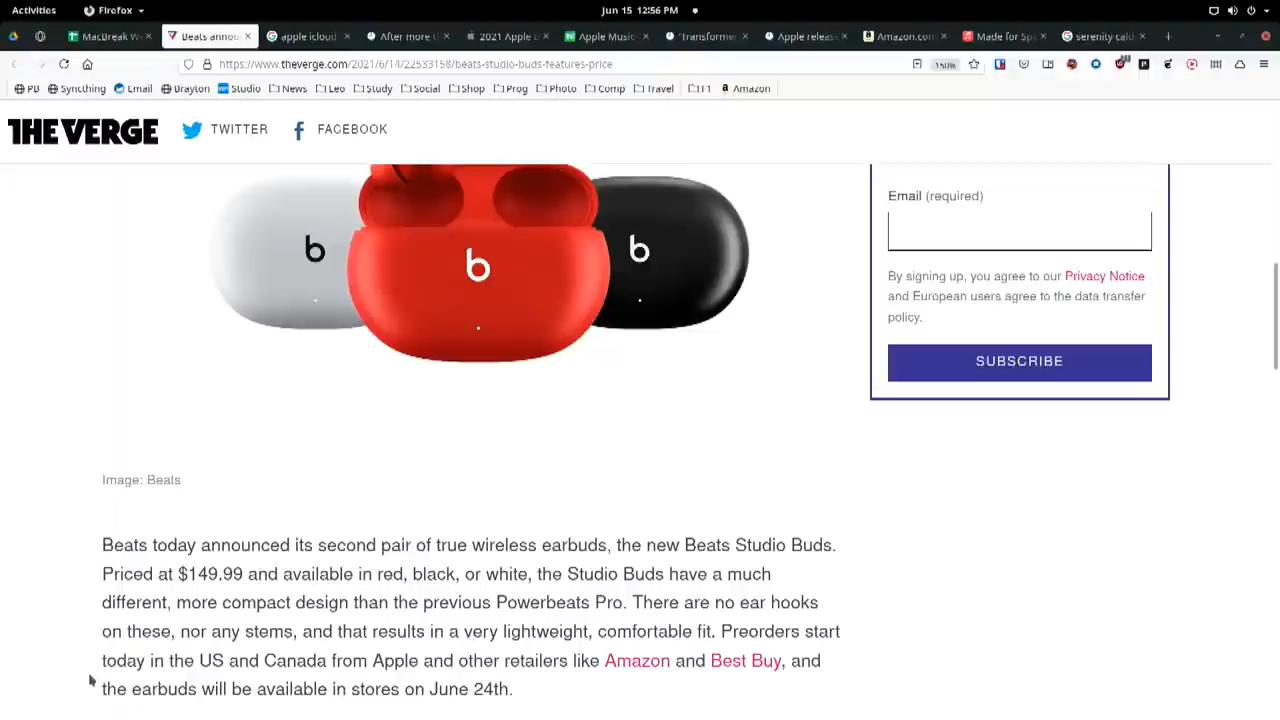 Activities Firefox Jun 15 12:56 PM
MacBreak W Beats annou apple icloud After more t 2021 Apple Apple Music "Transformer Apple releas Amazon.com Made for Sp serenity cald
https://www.theverge.com/2021/6/14/22533158/beats-studio-buds-features-price 150%
PB Syncthing Email Brayton Studio News Leo Study Social Shop Prog Photo Comp Travel F1 Amazon
THE VERGE TWITTER FACEBOOK
b b b
Email (required)
By signing up, you agree to our Privacy Notice
and European users agree to the data transfer
policy.
SUBSCRIBE
Image: Beats
Beats today announced its second pair of true wireless earbuds, the new Beats Studio Buds.
Priced at $149.99 and available in red, black, or white, the Studio Buds have a much
different, more compact design than the previous Powerbeats Pro. There are no ear hooks
on these, nor any stems, and that results in a very lightweight, comfortable fit. Preorders start
today in the US and Canada from Apple and other retailers like Amazon and Best Buy, and
the earbuds will be available in stores on June 24th.